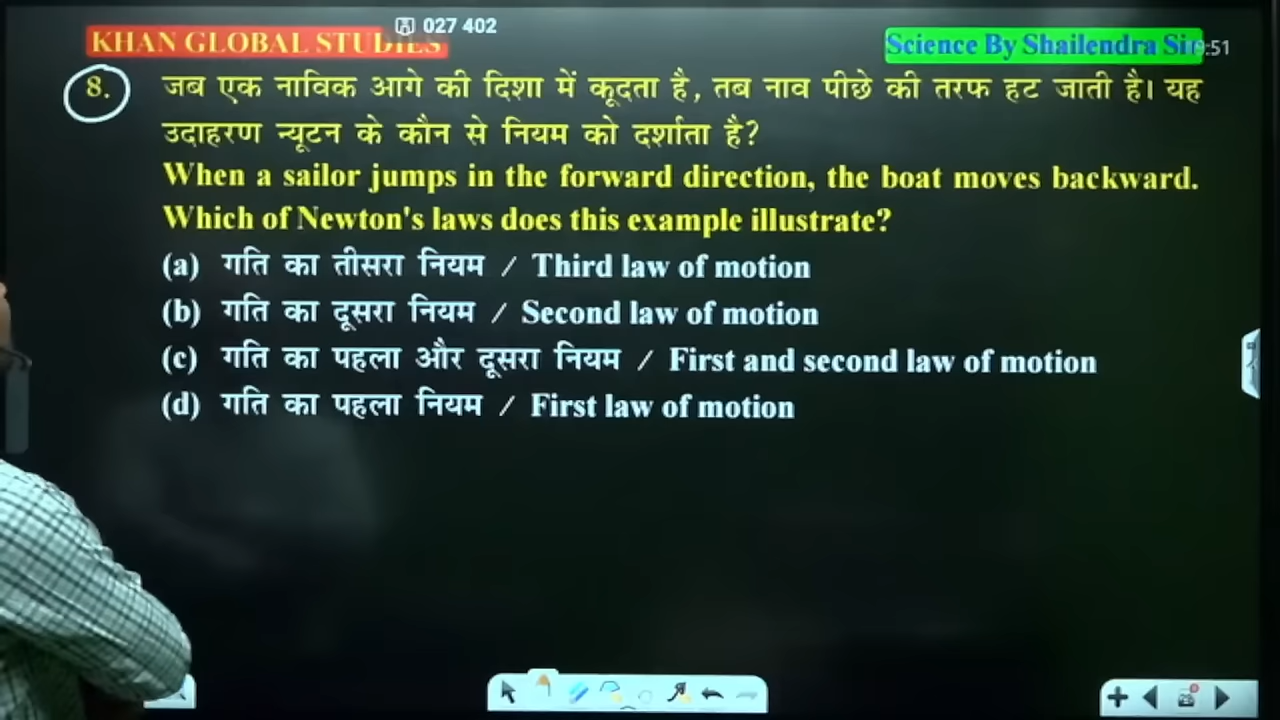 027 402
KHAN GLOBAL STUDIES
Science By Shailendra Sir
9:51
8. जब एक नाविक आगे की दिशा में कूदता है, तब नाव पीछे की तरफ हट जाती है। यह
उदाहरण न्यूटन के कौन से नियम को दर्शाता है?
When a sailor jumps in the forward direction, the boat moves backward.
Which of Newton's laws does this example illustrate?
(a) गति का तीसरा नियम / Third law of motion
(b) गति का दूसरा नियम / Second law of motion
(c) गति का पहला और दूसरा नियम / First and second law of motion
(d) गति का पहला नियम / First law of motion